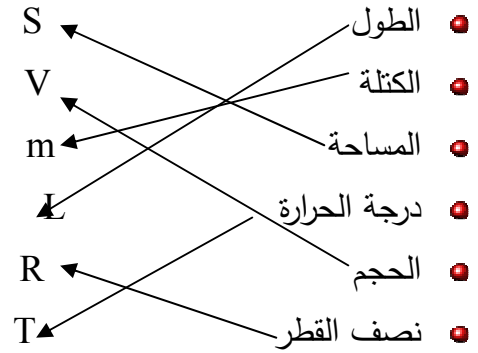 الطول S
الكتلة V
المساحة m
درجة الحرارة L
الحجم R
نصف القطر T